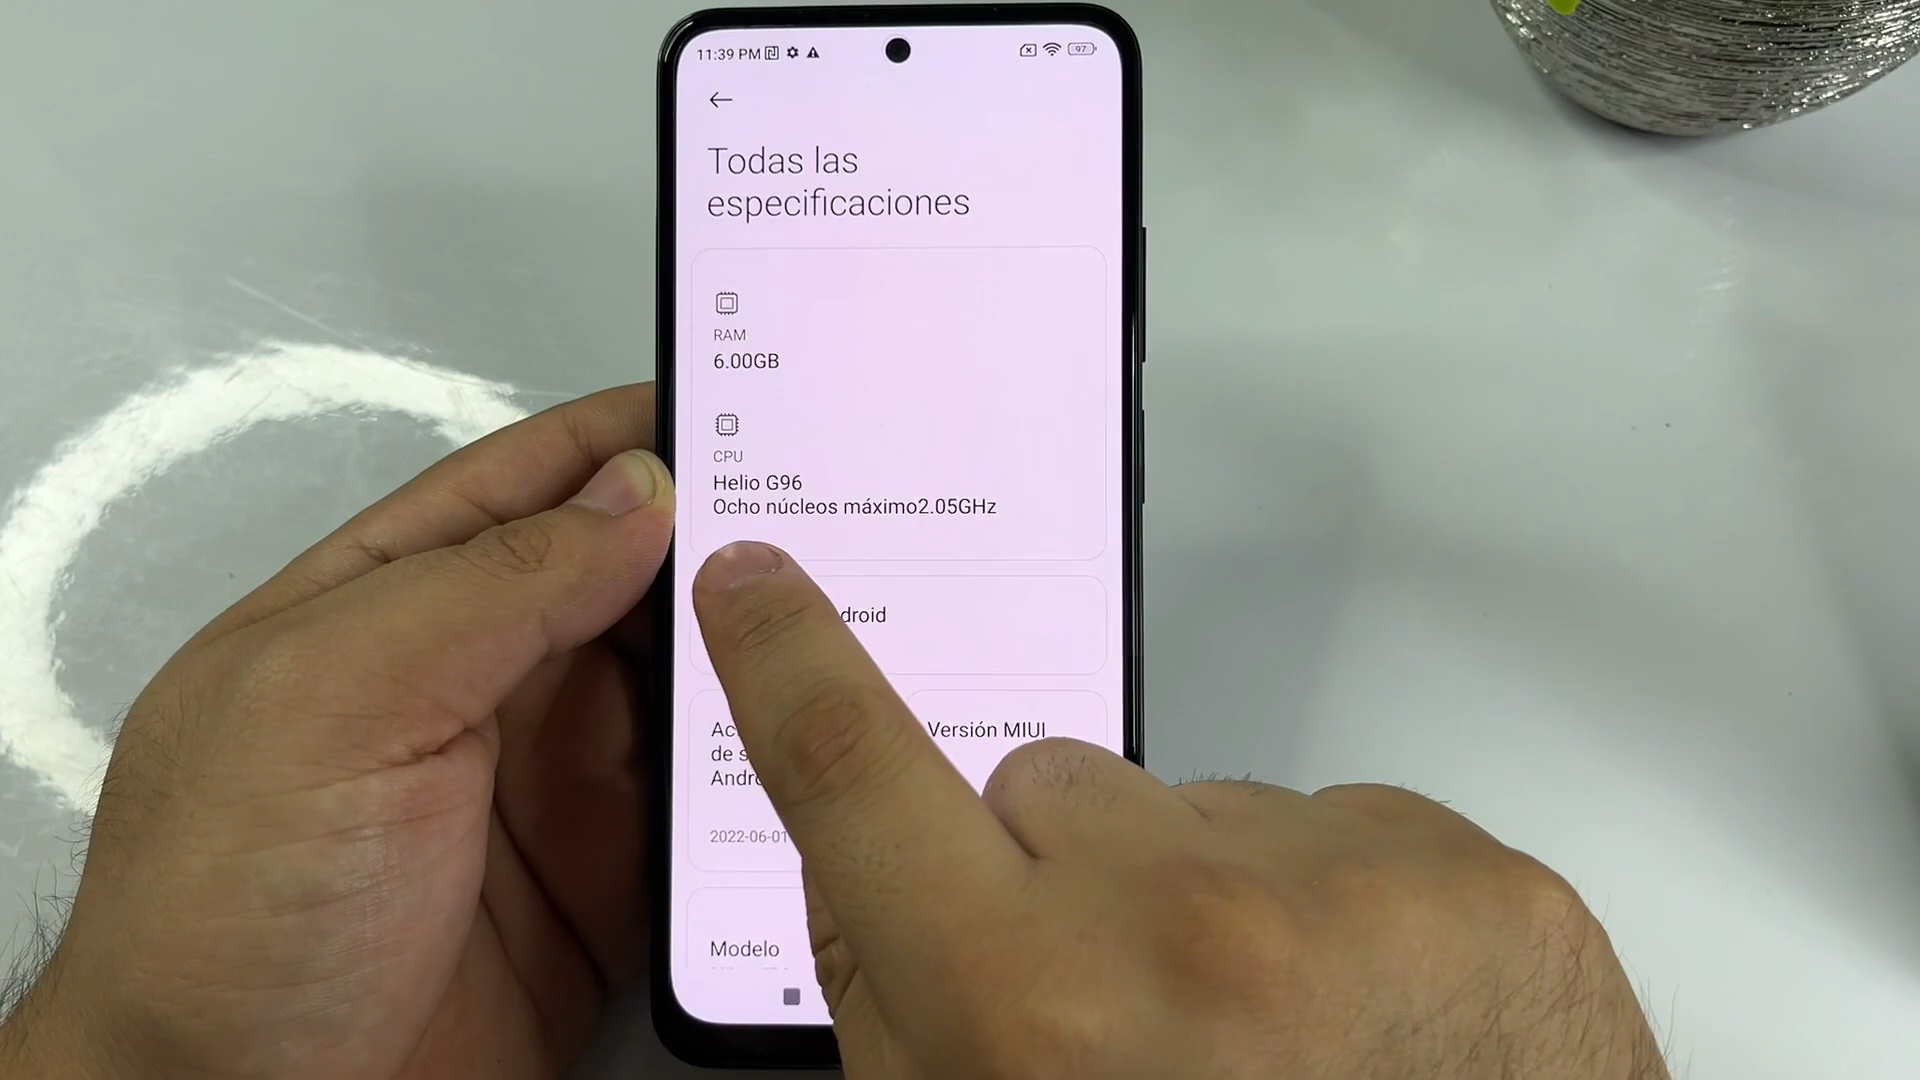 11:39 PM
97
Todas las
especificaciones
RAM
6.00GB
CPU
Helio G96
Ocho núcleos máximo2.05GHz
droid
Ac
de s
Andro
Versión MIUI
2022-06-01
Modelo